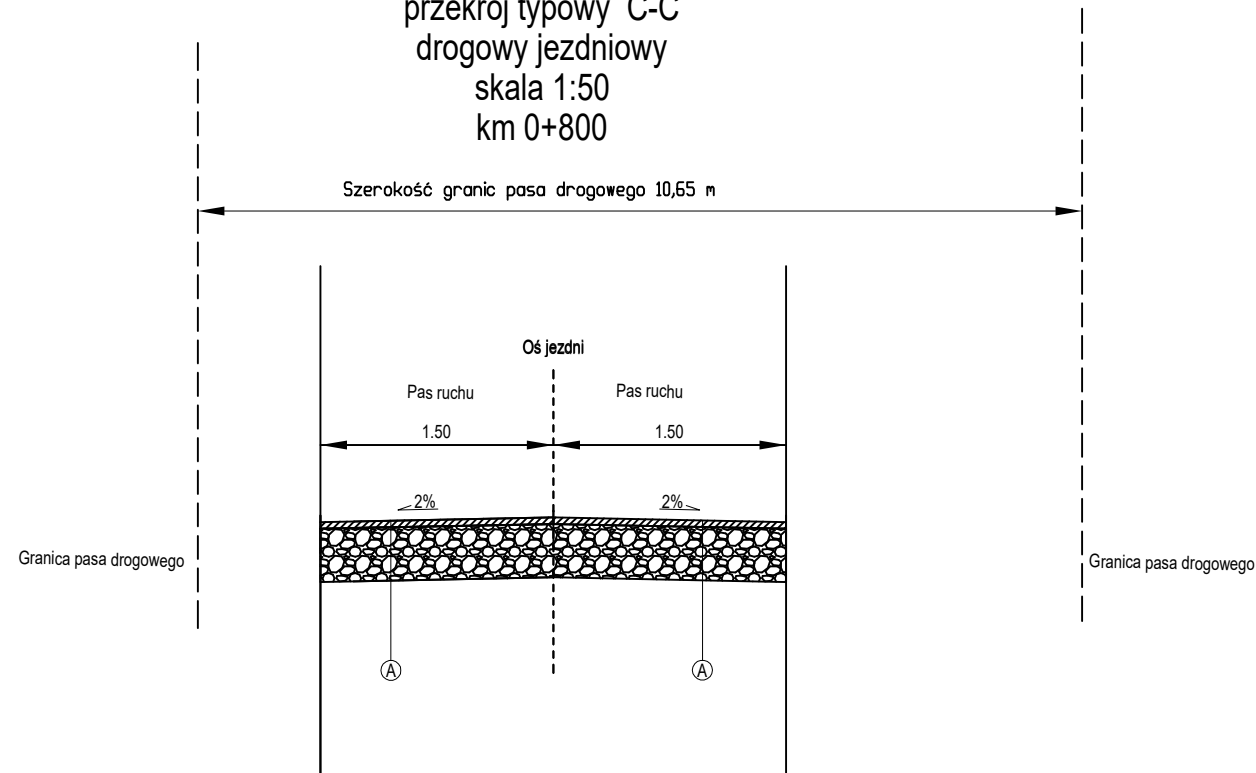 przekrój typowy C-C
drogowy jezdniowy
skala 1:50
km 0+800
Szerokość granic pasa drogowego 10,65 m
Oś jezdni
Pas ruchu
Pas ruchu
1.50
1.50
2%
2%
Granica pasa drogowego
Granica pasa drogowego
A
A